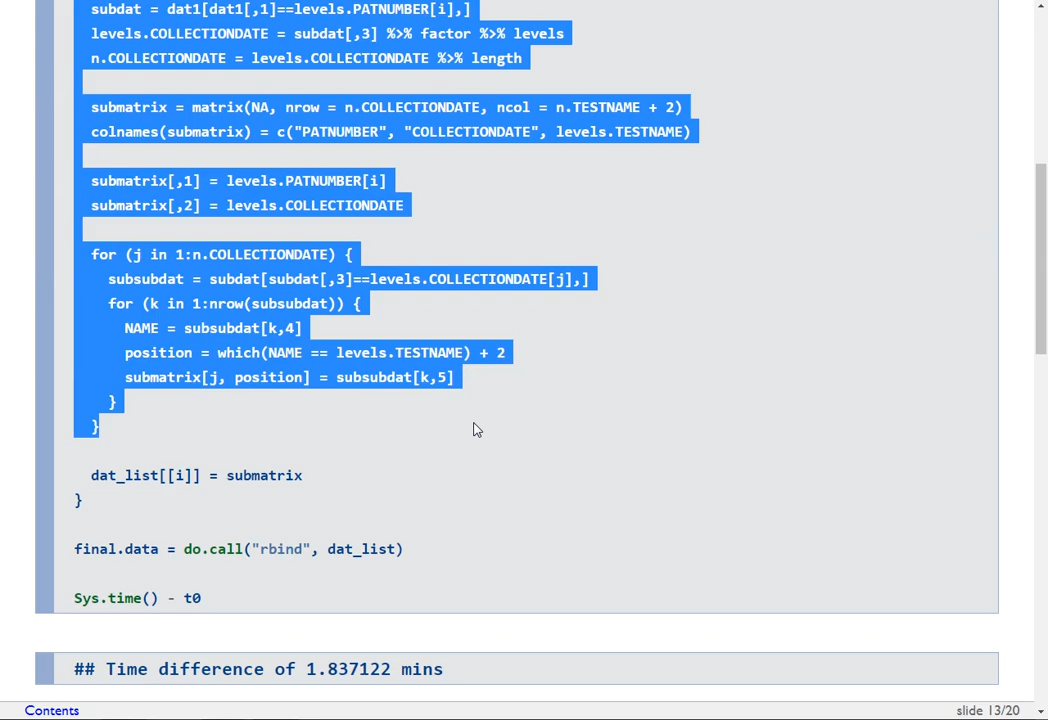 subdat = dat1[dat1[,1]==levels.PATNUMBER[i],]
levels.COLLECTIONDATE = subdat[,3] %>% factor %>% levels
n.COLLECTIONDATE = levels.COLLECTIONDATE %>% length
submatrix = matrix(NA, nrow = n.COLLECTIONDATE, ncol = n.TESTNAME + 2)
colnames(submatrix) = c("PATNUMBER", "COLLECTIONDATE", levels.TESTNAME)
submatrix[,1] = levels.PATNUMBER[i]
submatrix[,2] = levels.COLLECTIONDATE
for (j in 1:n.COLLECTIONDATE) {
subsubdat = subdat[subdat[,3]==levels.COLLECTIONDATE[j],]
for (k in 1:nrow(subsubdat)) {
NAME = subsubdat[k,4]
position = which(NAME == levels.TESTNAME) + 2
submatrix[j, position] = subsubdat[k,5]
}
}
dat_list[[i]] = submatrix
}
final.data = do.call("rbind", dat_list)
Sys.time() - t0
## Time difference of 1.837122 mins
Contents
slide 13/20